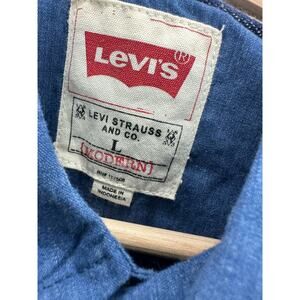 LEVI'S®
LEVI STRAUSS
AND CO.
L
[MODERN]
MADE IN
INDONESIA